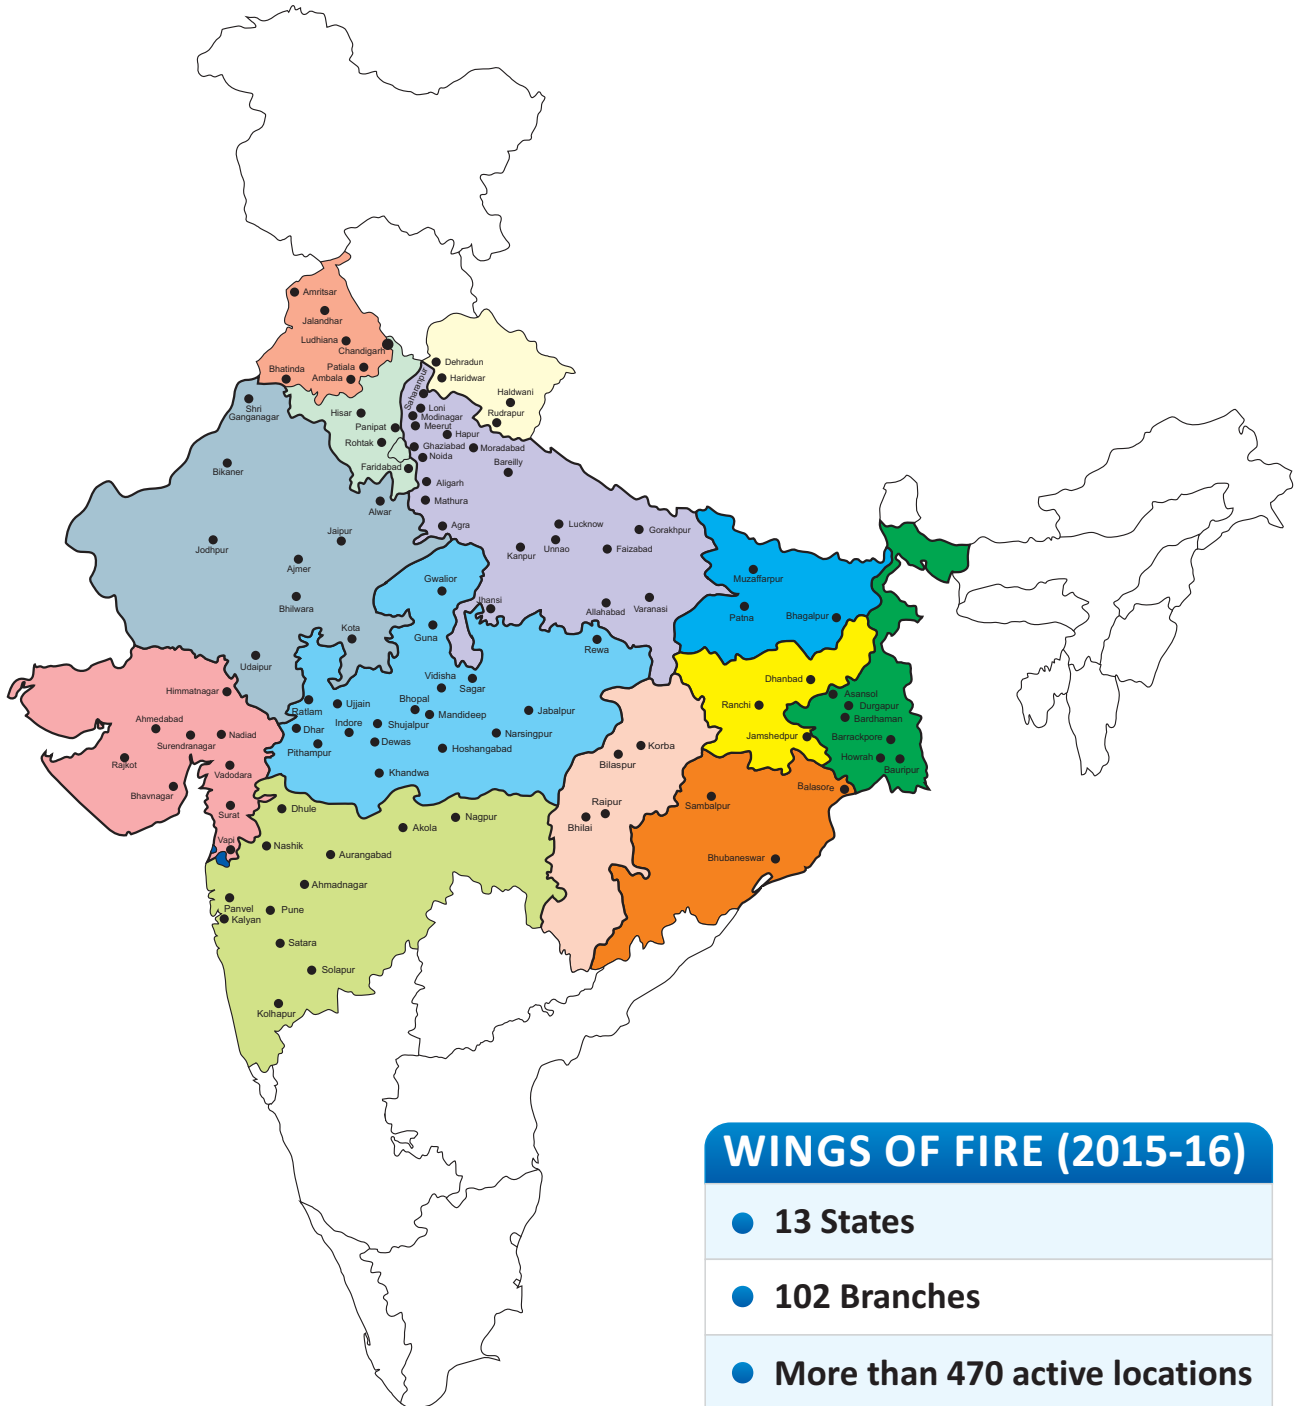 Amritsar
Jalandhar
Ludhiana
Chandigarh
Patiala
Bhatinda
Ambala
Dehradun
Haridwar
Haldwani
Rudrapur
Saharanpur
Shri
Ganganagar
Hisar
Panipat
Rohtak
Faridabad
Loni
Modinagar
Meerut
Hapur
Ghaziabad
Moradabad
Noida
Bareilly
Aligarh
Mathura
Agra
Bikaner
Alwar
Jaipur
Jodhpur
Ajmer
Bhilwara
Kota
Udaipur
Lucknow
Gorakhpur
Unnao
Kanpur
Faizabad
Jhansi
Allahabad
Varanasi
Gwalior
Guna
Rewa
Muzaffarpur
Patna
Bhagalpur
Vidisha
Sagar
Ratlam
Ujjain
Bhopal
Mandideep
Jabalpur
Dhar
Indore
Shujalpur
Narsingpur
Pithampur
Dewas
Hoshangabad
Khandwa
Himmatnagar
Ahmedabad
Surendranagar
Nadiad
Rajkot
Vadodara
Bhavnagar
Surat
Vapi
Dhanbad
Ranchi
Jamshedpur
Asansol
Durgapur
Bardhaman
Barrackpore
Howrah
Bauripur
Balasore
Korba
Bilaspur
Raipur
Bhilai
Sambalpur
Bhubaneswar
Dhule
Nagpur
Akola
Nashik
Aurangabad
Ahmadnagar
Panvel
Pune
Kalyan
Satara
Solapur
Kolhapur
WINGS OF FIRE (2015-16)
13 States
102 Branches
More than 470 active locations